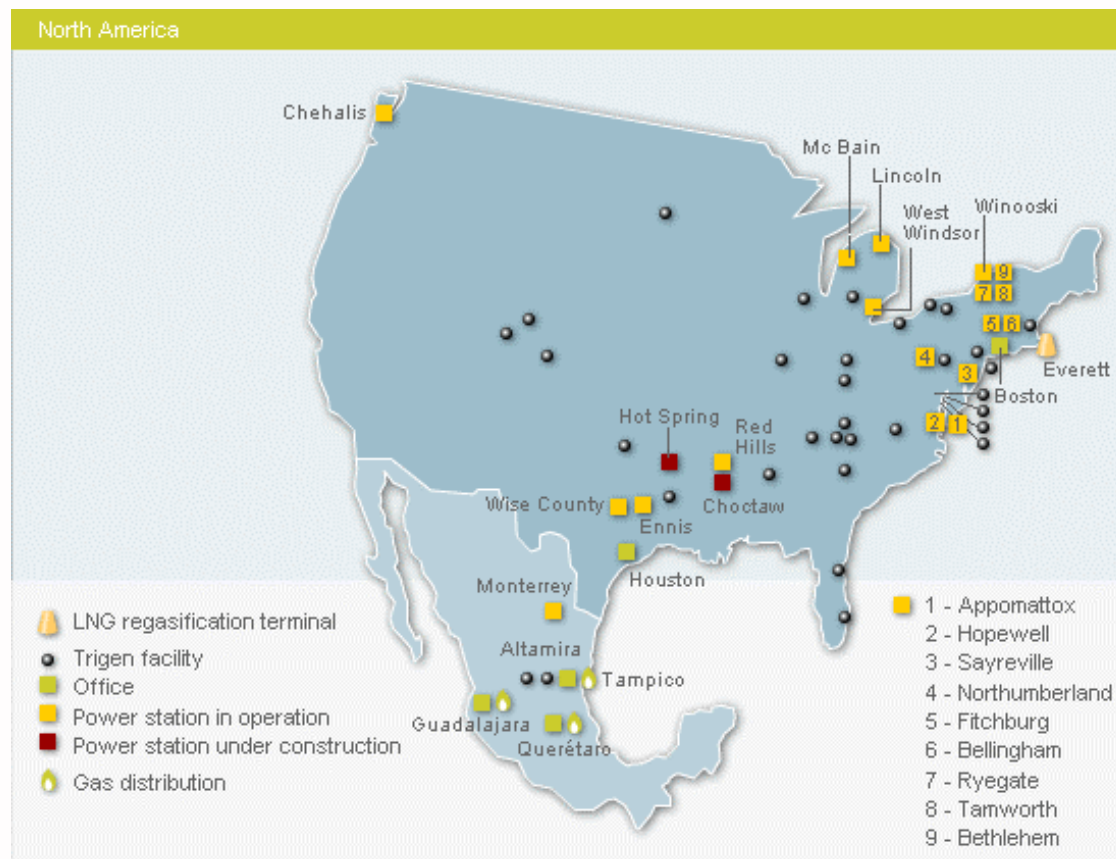 North America
Chehalis
Mc Bain
Lincoln
West
Windsor
Winooski
9
7 8
5 6
4
3
Everett
Boston
2 1
Hot Spring
Red
Hills
Wise County
Ennis
Choctaw
Houston
Monterrey
Altamira
Tampico
Guadalajara
Querétaro
LNG regasification terminal
Trigen facility
Office
Power station in operation
Power station under construction
Gas distribution
1 - Appomattox
2 - Hopewell
3 - Sayreville
4 - Northumberland
5 - Fitchburg
6 - Bellingham
7 - Ryegate
8 - Tamworth
9 - Bethlehem